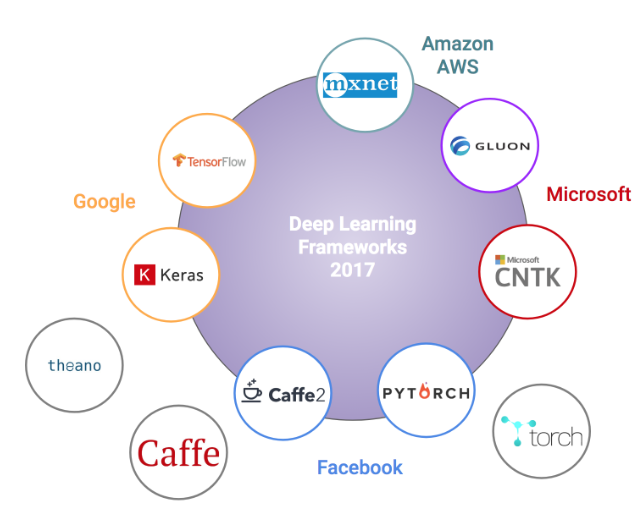 Amazon
AWS
mxnet
GLUON
TensorFlow
Google
Microsoft
Deep Learning
Frameworks
2017
K Keras
Microsoft
CNTK
theano
Caffe2
PYTORCH
Caffe
torch
Facebook